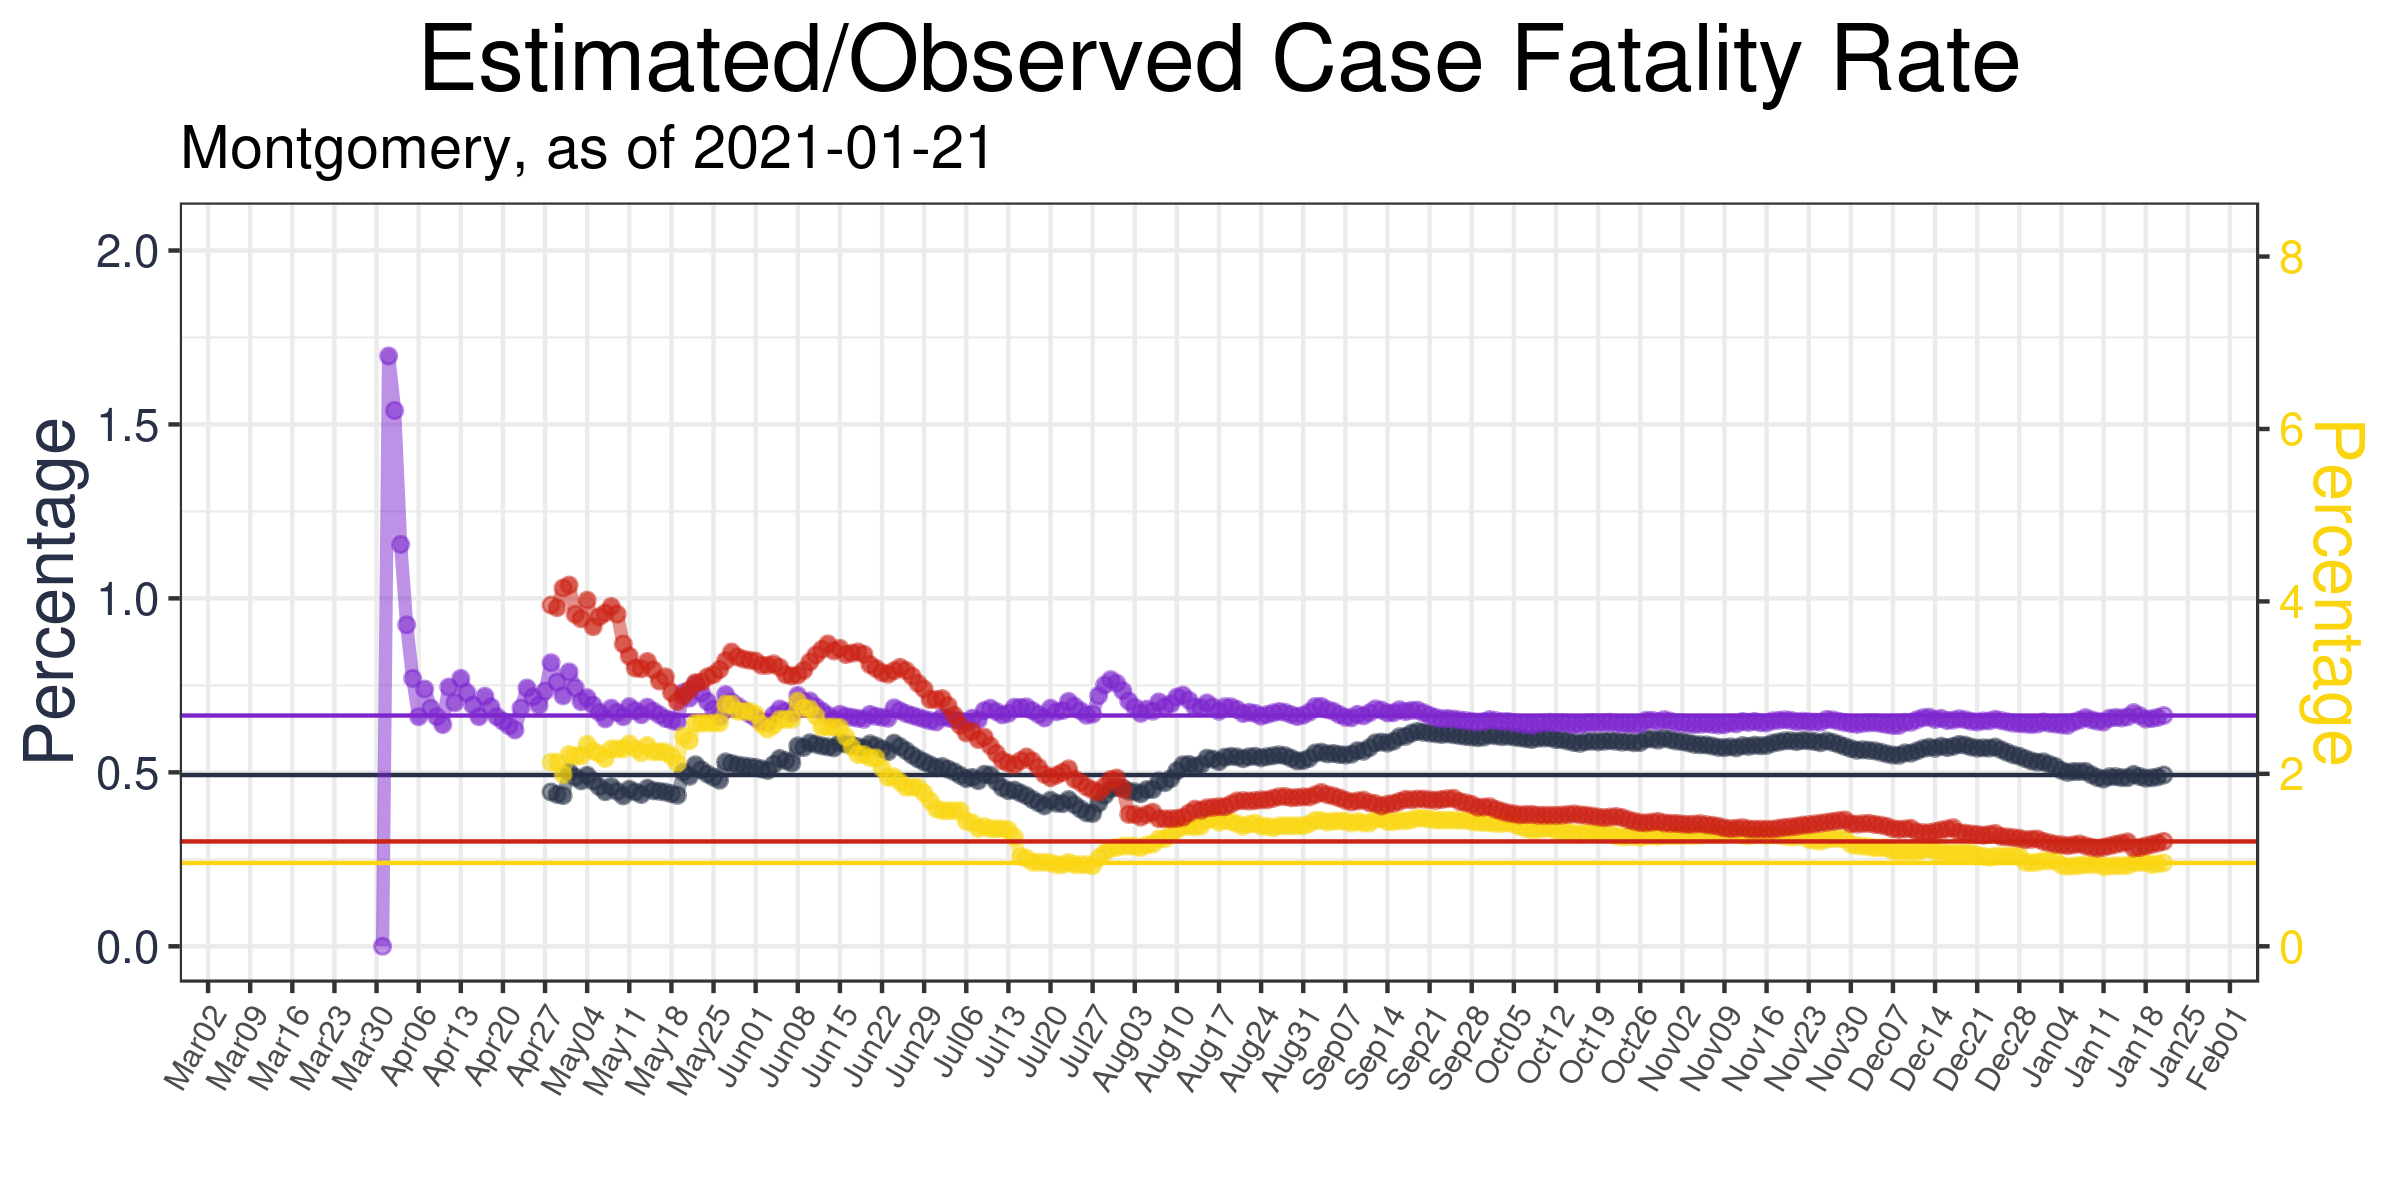 Estimated/Observed Case Fatality Rate
Montgomery, as of 2021-01-21
Percentage
2.0
1.5
1.0
0.5
0.0
8
6
4
2
0
Percentage
Mar02 Mar09 Mar16 Mar23 Mar30 Apr06 Apr13 Apr20 Apr27 May04 May11 May18 May25 Jun01 Jun08 Jun15 Jun22 Jun29 Jul06 Jul13 Jul20 Jul27 Aug03 Aug10 Aug17 Aug24 Aug31 Sep07 Sep14 Sep21 Sep28 Oct05 Oct12 Oct19 Oct26 Nov02 Nov09 Nov16 Nov23 Nov30 Dec07 Dec14 Dec21 Dec28 Jan04 Jan11 Jan18 Jan25 Feb01